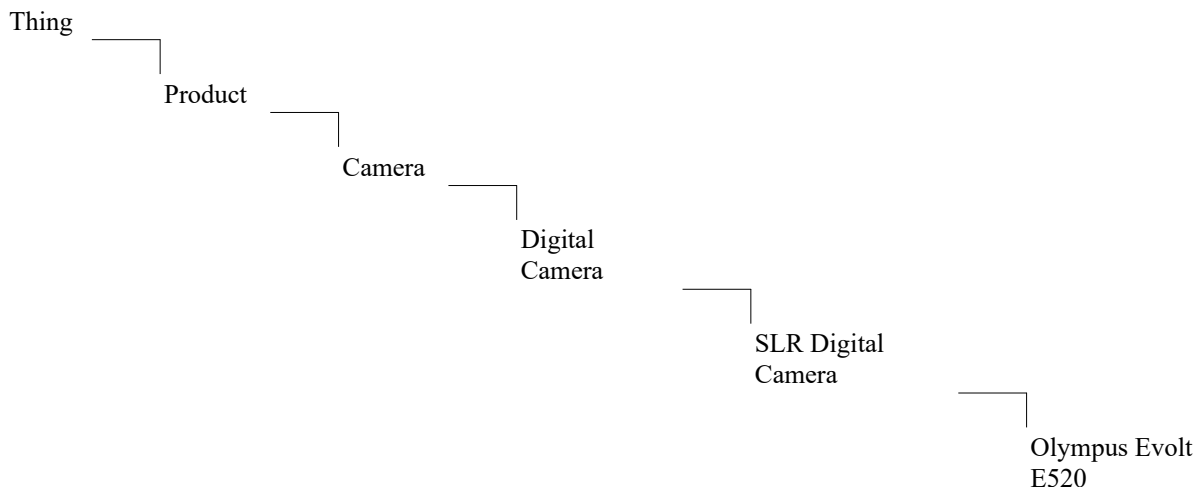 Thing
Product
Camera
Digital
Camera
SLR Digital
Camera
Olympus Evolt
E520